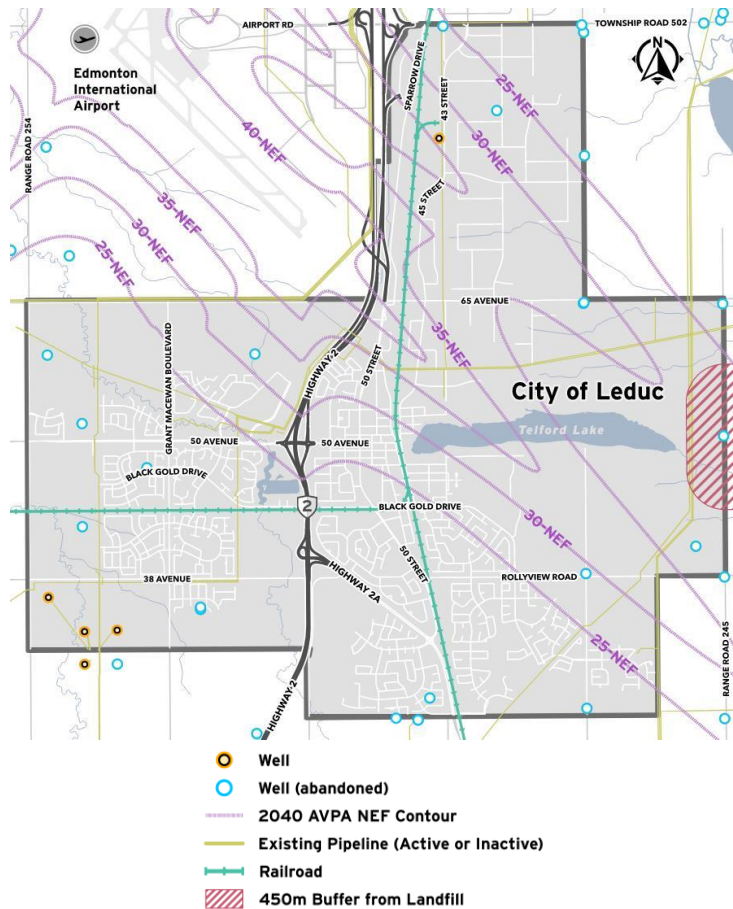 AIRPORT RD
TOWNSHIP ROAD 502
N
Edmonton
International
Airport
SPARROW DRIVE
43 STREET
25-NEF
40-NEF
30-NEF
RANGE ROAD 254
45 STREET
35-NEF
30-NEF
25-NEF
65 AVENUE
35-NEF
HIGHWAY 2
50 STREET
GRANT MACEWAN BOULEVARD
City of Leduc
Telford Lake
50 AVENUE
50 AVENUE
BLACK GOLD DRIVE
2
BLACK GOLD DRIVE
30-NEF
50 STREET
38 AVENUE
HIGHWAY 2A
ROLLYVIEW ROAD
25-NEF
RANGE ROAD 245
HIGHWAY 2
Well
Well (abandoned)
2040 AVPA NEF Contour
Existing Pipeline (Active or Inactive)
Railroad
450m Buffer from Landfill